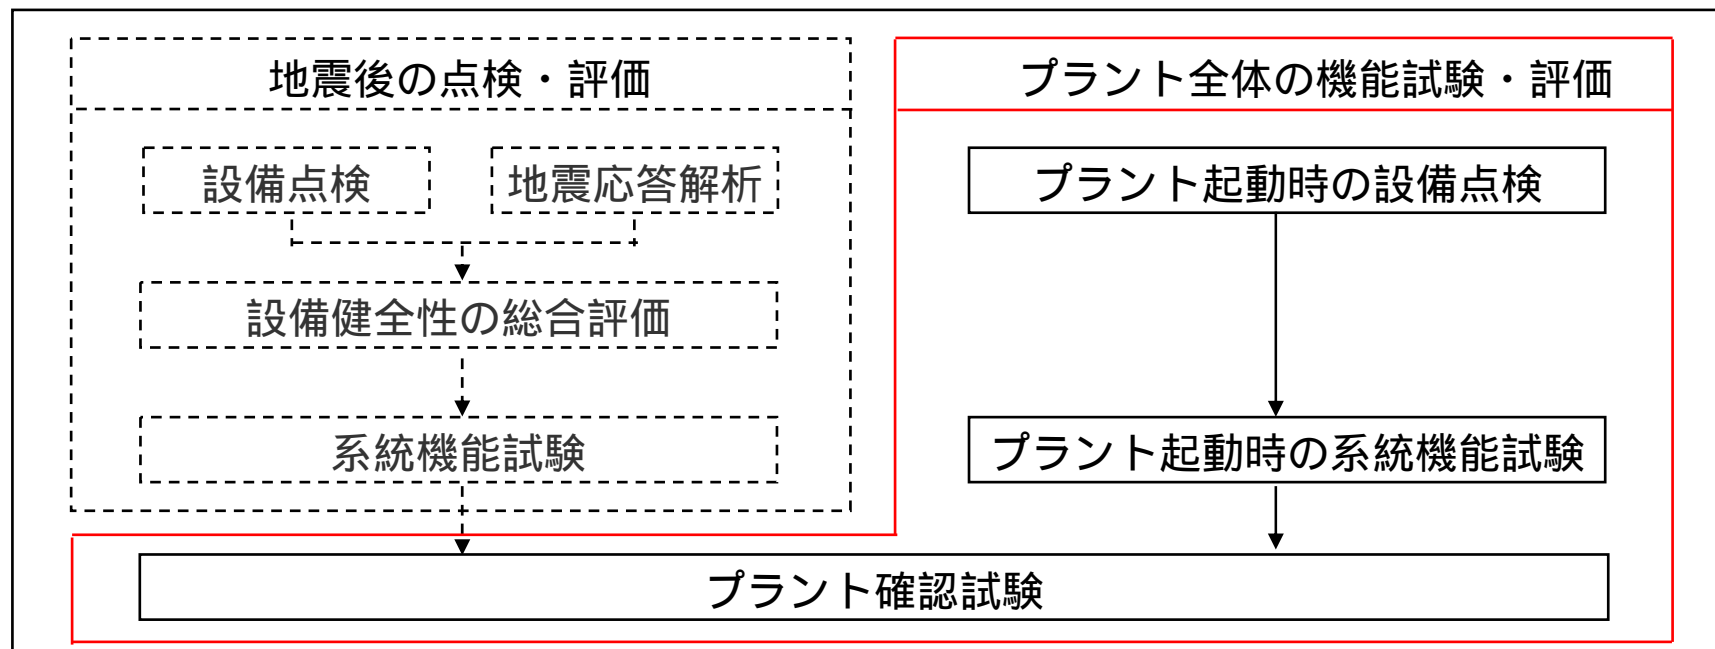 地震後の点検・評価
設備点検
地震応答解析
設備健全性の総合評価
系統機能試験
プラント全体の機能試験・評価
プラント起動時の設備点検
プラント起動時の系統機能試験
プラント確認試験